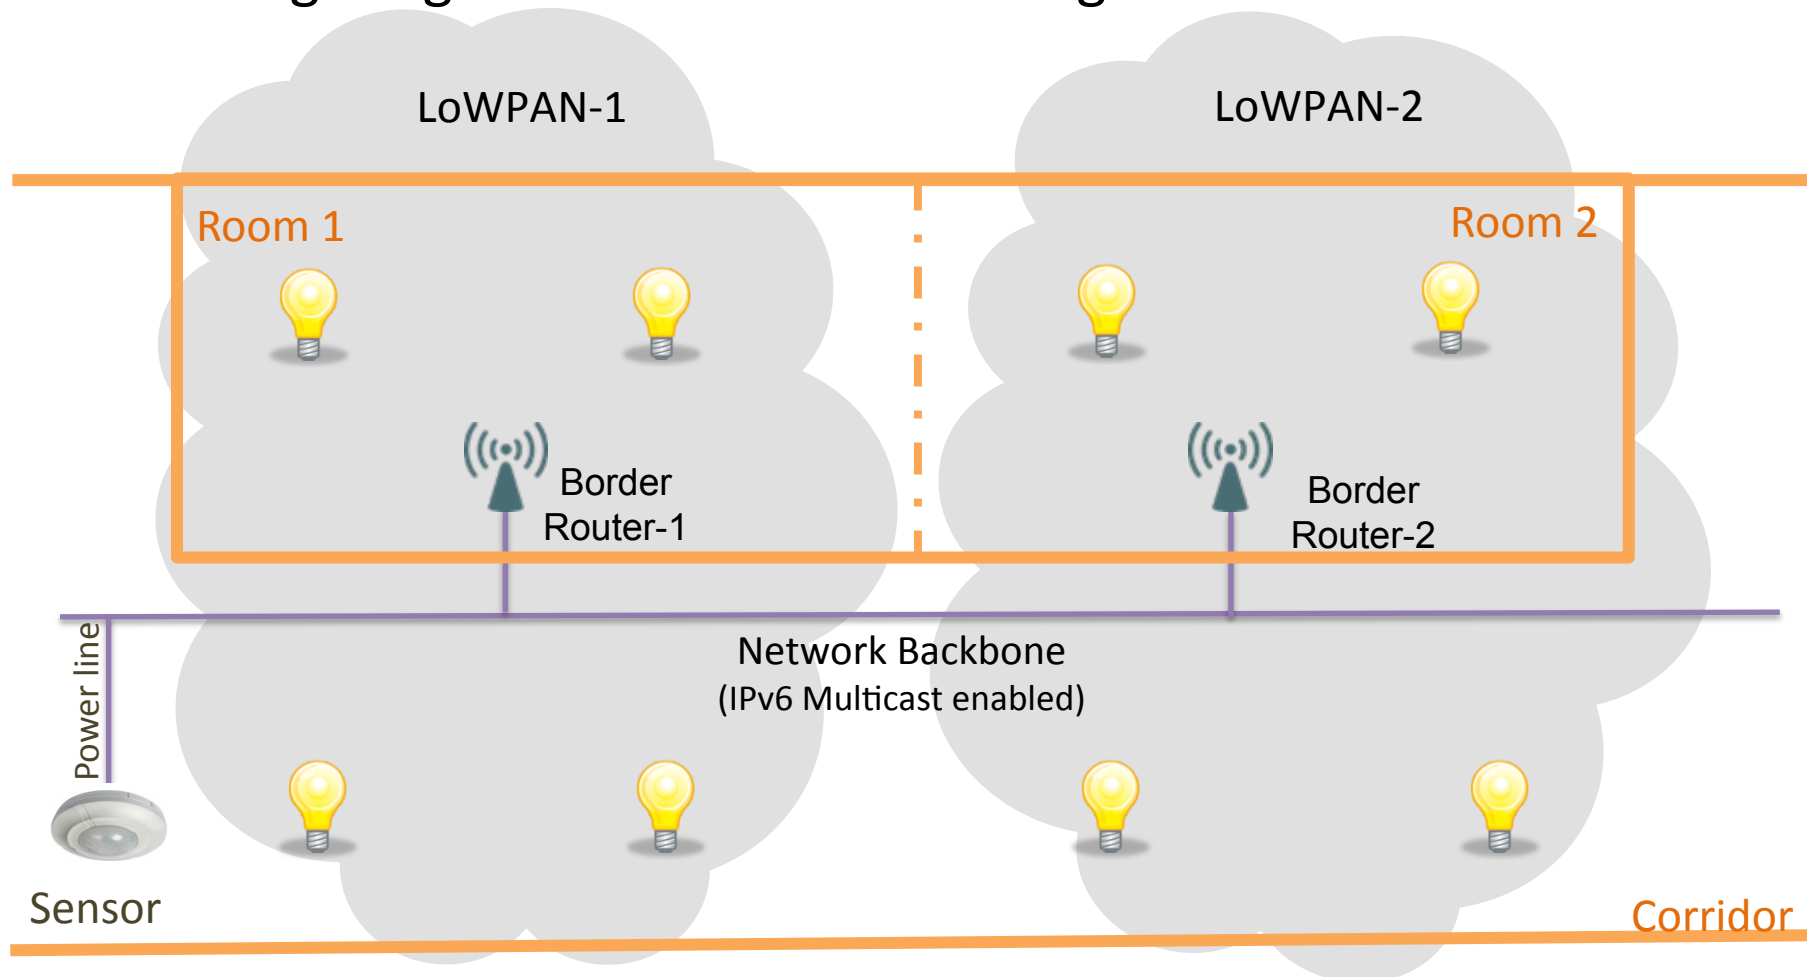 LoWPAN-1
LoWPAN-2
Room 1
Room 2
Border
Router-1
Border
Router-2
Power line
Network Backbone
(IPv6 Multicast enabled)
Sensor
Corridor